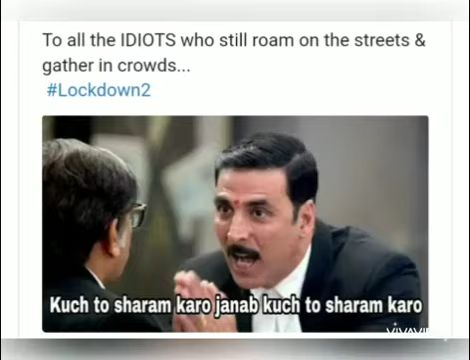 To all the IDIOTS who still roam on the streets &
gather in crowds...
#Lockdown2
Kuch to sharam karo janab kuch to sharam karo